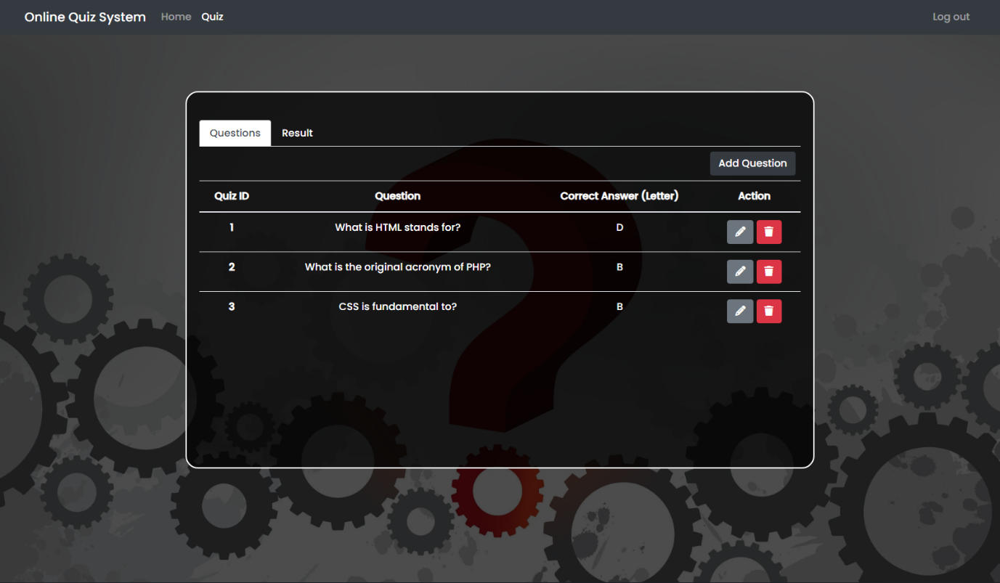 Online Quiz System Home Quiz Log out
Questions Result
Add Question
Quiz ID Question Correct Answer (Letter) Action
1 What is HTML stands for? D
2 What is the original acronym of PHP? B
3 CSS is fundamental to? B